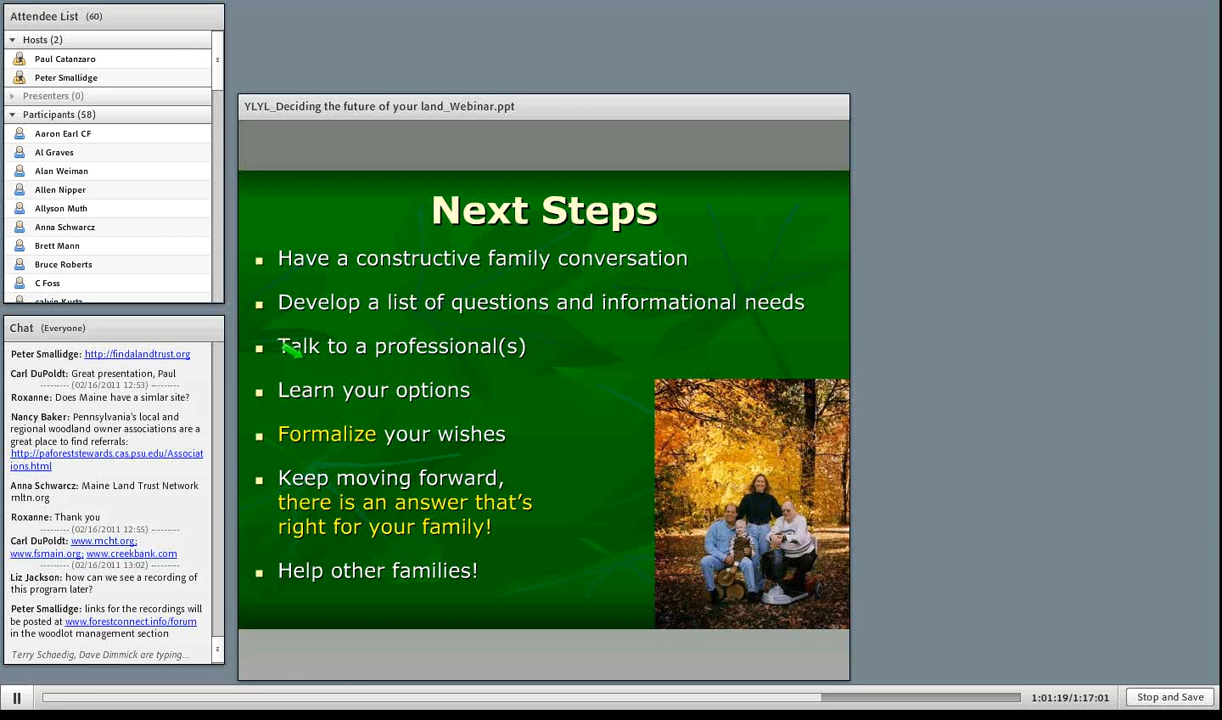 Attendee List (60)
Hosts (2)
Paul Catanzaro
Peter Smallidge
Presenters (0)
Participants (58)
Aaron Earl CF
Al Graves
Alan Weiman
Allen Nipper
Allyson Muth
Anna Schwarcz
Brett Mann
Bruce Roberts
C Foss
calvin Kurtz
Chat (Everyone)
Peter Smallidge: http://findalandtrust.org
Carl DuPoldt: Great presentation, Paul
--------- (02/16/2011 12:53) ---------
Roxanne: Does Maine have a simlar site?
Nancy Baker: Pennsylvania's local and
regional woodland owner associations are a
great place to find referrals:
http://paforeststewards.cas.psu.edu/Associat
ions.html
Anna Schwarcz: Maine Land Trust Network
mltn.org
Roxanne: Thank you
--------- (02/16/2011 12:55) ---------
Carl DuPoldt: www.mcht.org;
www.fsmain.org; www.creekbank.com
--------- (02/16/2011 13:02) ---------
Liz Jackson: how can we see a recording of
this program later?
Peter Smallidge: links for the recordings will
be posted at www.forestconnect.info/forum
in the woodlot management section
Terry Schaedig, Dave Dimmick are typing...
YLYL_Deciding the future of your land_Webinar.ppt
Next Steps
Have a constructive family conversation
Develop a list of questions and informational needs
Talk to a professional(s)
Learn your options
Formalize your wishes
Keep moving forward,
there is an answer that's
right for your family!
Help other families!
1:01:19/1:17:01
Stop and Save